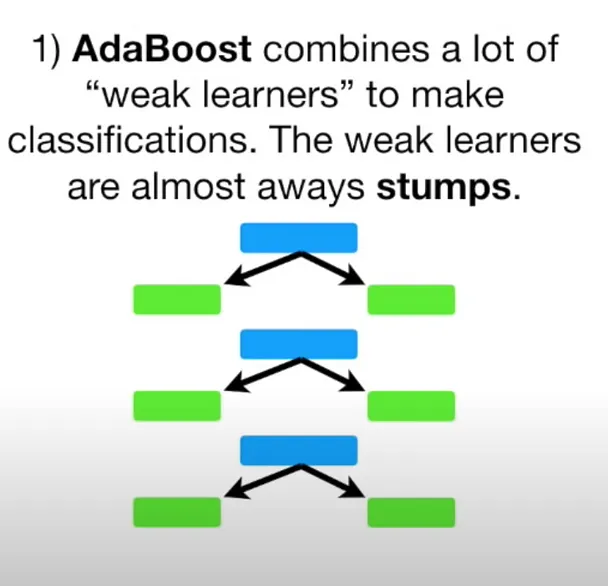 1) AdaBoost combines a lot of
“weak learners” to make
classifications. The weak learners
are almost aways stumps.